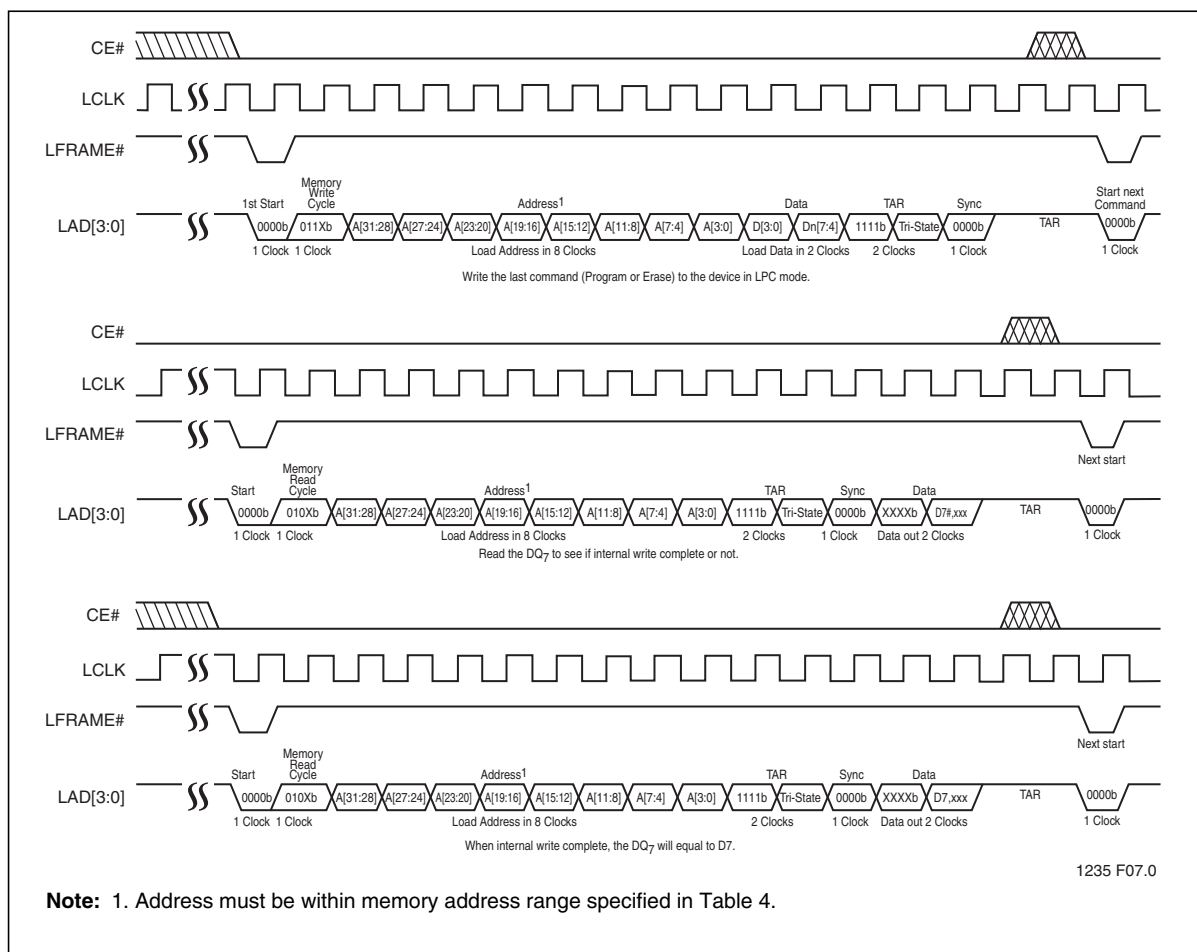 CE#
LCLK
LFRAME#
1st Start Memory Write Cycle Address1 Data TAR Sync Start next Command
LAD[3:0] 0000b 011Xb A[31:28] A[27:24] A[23:20] A[19:16] A[15:12] A[11:8] A[7:4] A[3:0] D[3:0] Dn[7:4] 1111b Tri-State 0000b TAR 0000b
1 Clock 1 Clock Load Address in 8 Clocks Load Data in 2 Clocks 2 Clocks 1 Clock 1 Clock
Write the last command (Program or Erase) to the device in LPC mode.
CE#
LCLK
LFRAME#
Next start
Start Memory Read Cycle Address1 TAR Sync Data
LAD[3:0] 0000b 010Xb A[31:28] A[27:24] A[23:20] A[19:16] A[15:12] A[11:8] A[7:4] A[3:0] 1111b Tri-State 0000b XXXXb D7#,xxx TAR 0000b
1 Clock 1 Clock Load Address in 8 Clocks 2 Clocks 1 Clock Data out 2 Clocks 1 Clock
Read the DQ7 to see if internal write complete or not.
CE#
LCLK
LFRAME#
Next start
Start Memory Read Cycle Address1 TAR Sync Data
LAD[3:0] 0000b 010Xb A[31:28] A[27:24] A[23:20] A[19:16] A[15:12] A[11:8] A[7:4] A[3:0] 1111b Tri-State 0000b XXXXb D7,xxx TAR 0000b
1 Clock 1 Clock Load Address in 8 Clocks 2 Clocks 1 Clock Data out 2 Clocks 1 Clock
When internal write complete, the DQ7 will equal to D7.
1235 F07.0
Note: 1. Address must be within memory address range specified in Table 4.